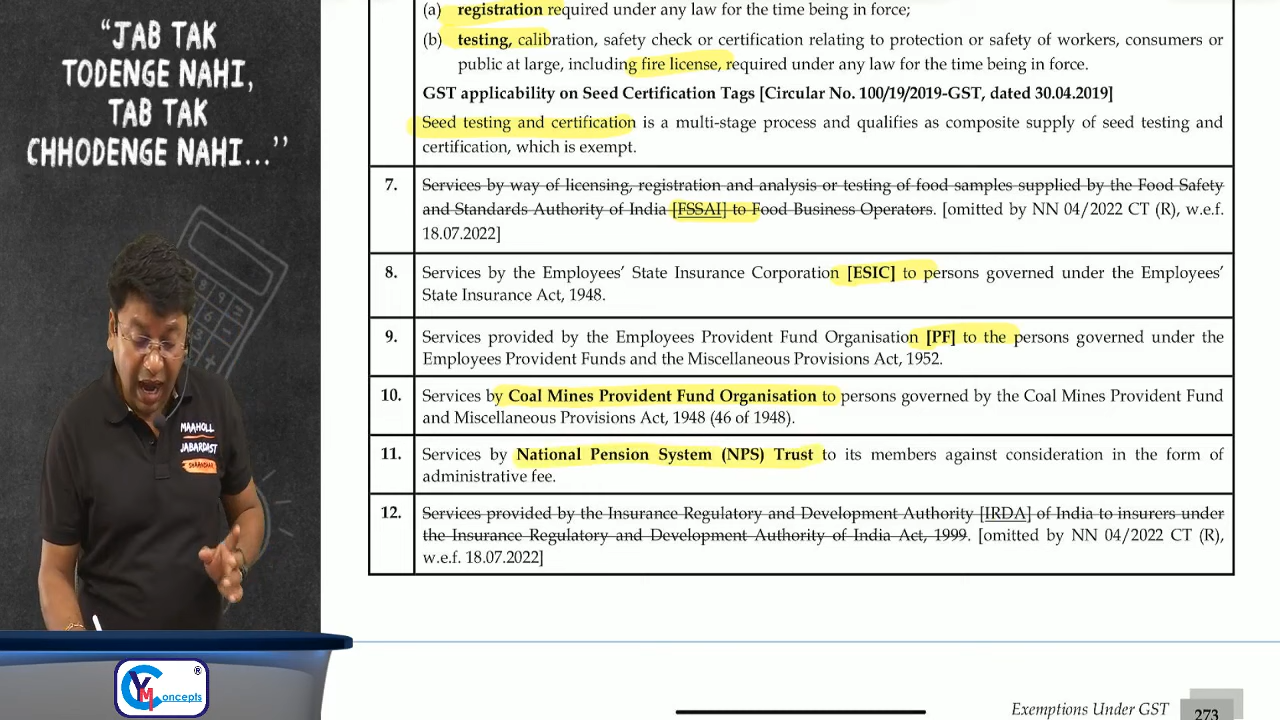 “JAB TAK
TODENGE NAHI,
TAB TAK
CHHODENGE NAHI...’’
(a) registration required under any law for the time being in force;
(b) testing, calibration, safety check or certification relating to protection or safety of workers, consumers or
public at large, including fire license, required under any law for the time being in force.
GST applicability on Seed Certification Tags [Circular No. 100/19/2019-GST, dated 30.04.2019]
Seed testing and certification is a multi-stage process and qualifies as composite supply of seed testing and
certification, which is exempt.
7. Services by way of licensing, registration and analysis or testing of food samples supplied by the Food Safety
and Standards Authority of India [FSSAI] to Food Business Operators. [omitted by NN 04/2022 CT (R), w.e.f.
18.07.2022]
8. Services by the Employees’ State Insurance Corporation [ESIC] to persons governed under the Employees’
State Insurance Act, 1948.
9. Services provided by the Employees Provident Fund Organisation [PF] to the persons governed under the
Employees Provident Funds and the Miscellaneous Provisions Act, 1952.
10. Services by Coal Mines Provident Fund Organisation to persons governed by the Coal Mines Provident Fund
and Miscellaneous Provisions Act, 1948 (46 of 1948).
11. Services by National Pension System (NPS) Trust to its members against consideration in the form of
administrative fee.
12. Services provided by the Insurance Regulatory and Development Authority [IRDA] of India to insurers under
the Insurance Regulatory and Development Authority of India Act, 1999. [omitted by NN 04/2022 CT (R),
w.e.f. 18.07.2022]
MAAHOLL
JABARDAST
SHAANDHAR
YM Concepts ®
Exemptions Under GST 273